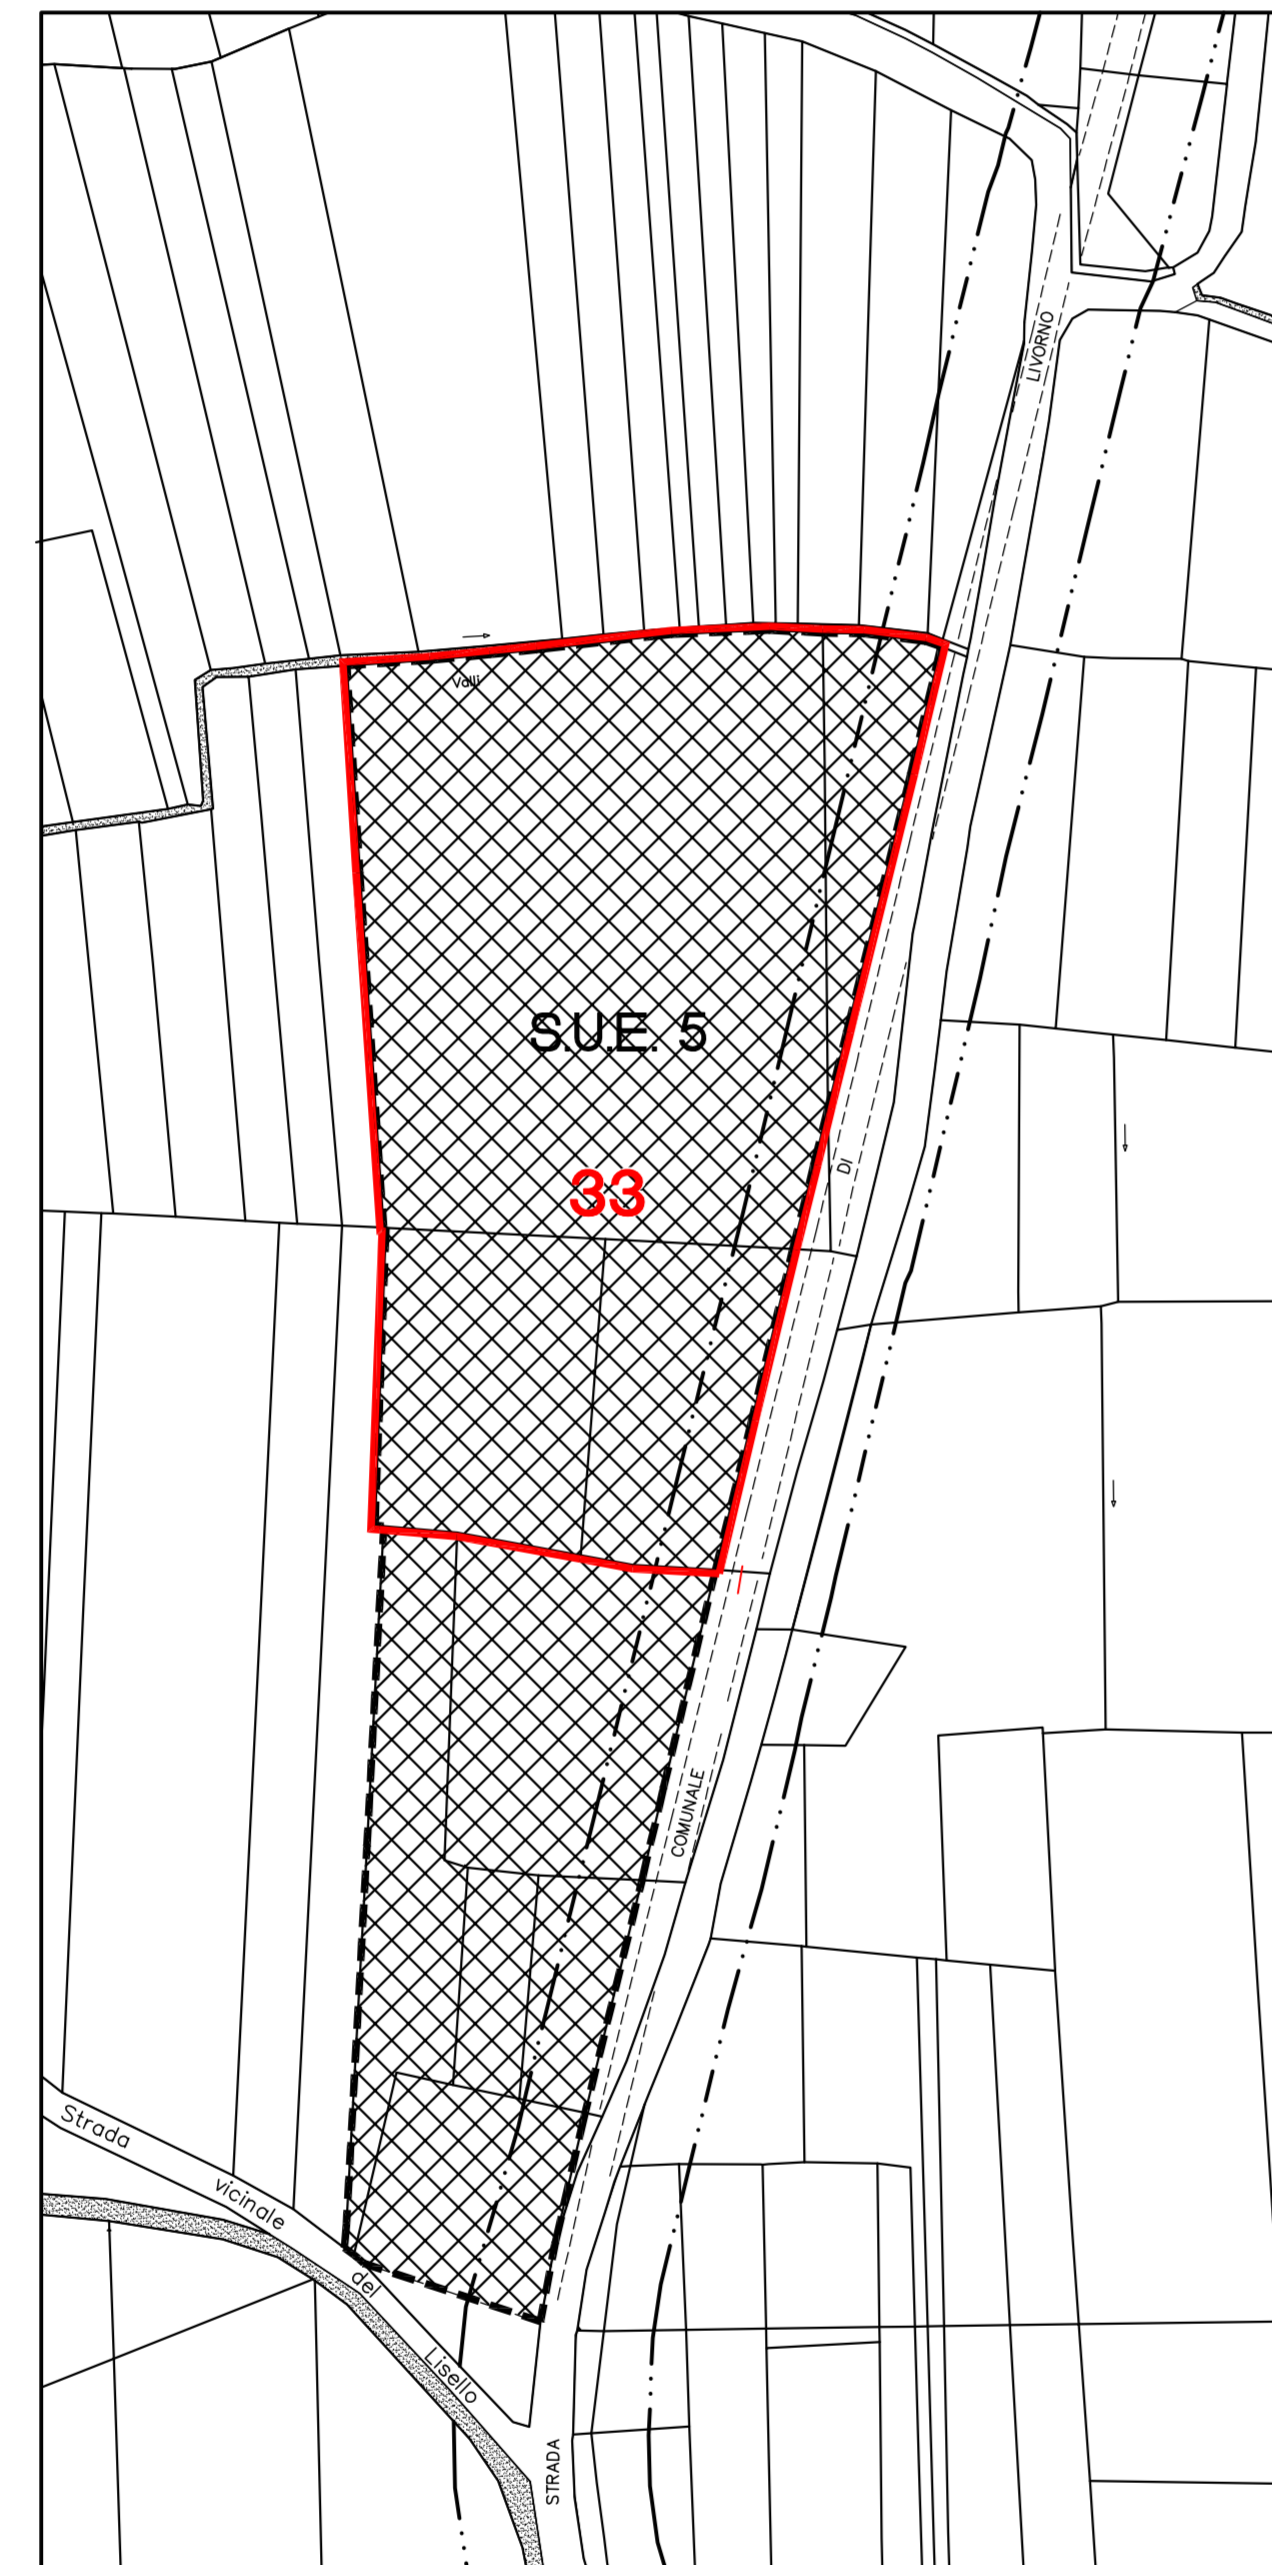 LIVORNO
Valli
S.U.E. 5
33
DI
COMUNALE
Strada
vicinale
del
Lisello
STRADA